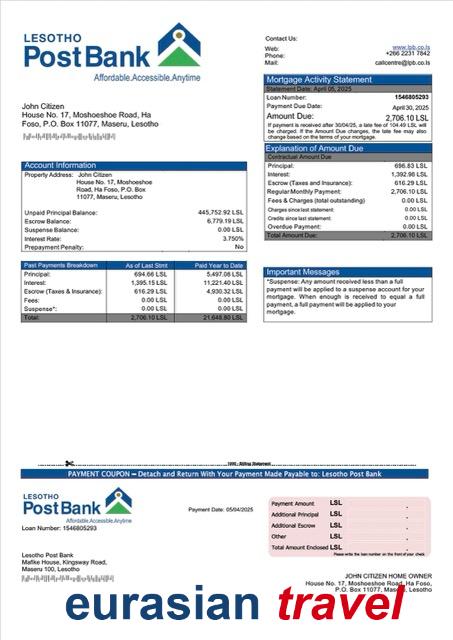 LESOTHO
PostBank
Affordable.Accessible.Anytime
Contact Us:
Web: www.lpb.co.ls
Phone: +266 2231 7842
Mail: callcentre@lpb.co.ls
Mortgage Activity Statement
Statement Date: April 05, 2025
Loan Number: 1546805293
Payment Due Date: April 30, 2025
Amount Due: 2,706.10 LSL
If payment is received after 30/04/25, a late fee of 104.49 LSL will
be charged. If the Amount Due changes, the late fee may also
change based on the terms of your mortgage.
John Citizen
House No. 17, Moshoeshoe Road, Ha
Foso, P.O. Box 11077, Maseru, Lesotho
Explanation of Amount Due
Contractual Amount Due
Principal: 696.83 LSL
Interest: 1,392.98 LSL
Escrow (Taxes and Insurance): 616.29 LSL
Regular Monthly Payment: 2,706.10 LSL
Fees & Charges (total outstanding) 0.00 LSL
Charges since last statement: 0.00 LSL
Credits since last statement: 0.00 LSL
Overdue Payment: 0.00 LSL
Total Amount Due: 2,706.10 LSL
Account Information
Property Address: John Citizen
House No. 17, Moshoeshoe
Road, Ha Foso, P.O. Box
11077, Maseru, Lesotho
Unpaid Principal Balance: 445,752.92 LSL
Escrow Balance: 6,779.19 LSL
Suspense Balance: 0.00 LSL
Interest Rate: 3.750%
Prepayment Penalty: No
Past Payments Breakdown As of Last Stmt Paid Year to Date
Principal: 694.66 LSL 5,497.08 LSL
Interest: 1,395.15 LSL 11,221.40 LSL
Escrow (Taxes & Insurance): 616.29 LSL 4,930.32 LSL
Fees: 0.00 LSL 0.00 LSL
Suspense*: 0.00 LSL 0.00 LSL
Total: 2,706.10 LSL 21,648.80 LSL
Important Messages
*Suspense: Any amount received less than a full
payment will be applied to a suspense account for your
mortgage. When enough is received to equal a full
payment, a full payment will be applied to your
mortgage.
Billing Statement
PAYMENT COUPON – Detach and Return With Your Payment Made Payable to: Lesotho Post Bank
LESOTHO
PostBank
Affordable.Accessible.Anytime
Loan Number: 1546805293
Payment Date: 05/04/2025
Payment Amount LSL .
Additional Principal LSL .
Additional Escrow LSL .
Other LSL .
Total Amount Enclosed LSL .
Please write the loan number on the front of your check
Lesotho Post Bank
Mafike House, Kingsway Road,
Maseru 100, Lesotho
JOHN CITIZEN HOME OWNER
House No. 17, Moshoeshoe Road, Ha Foso,
P.O. Box 11077, Maseru, Lesotho
eurasian travel